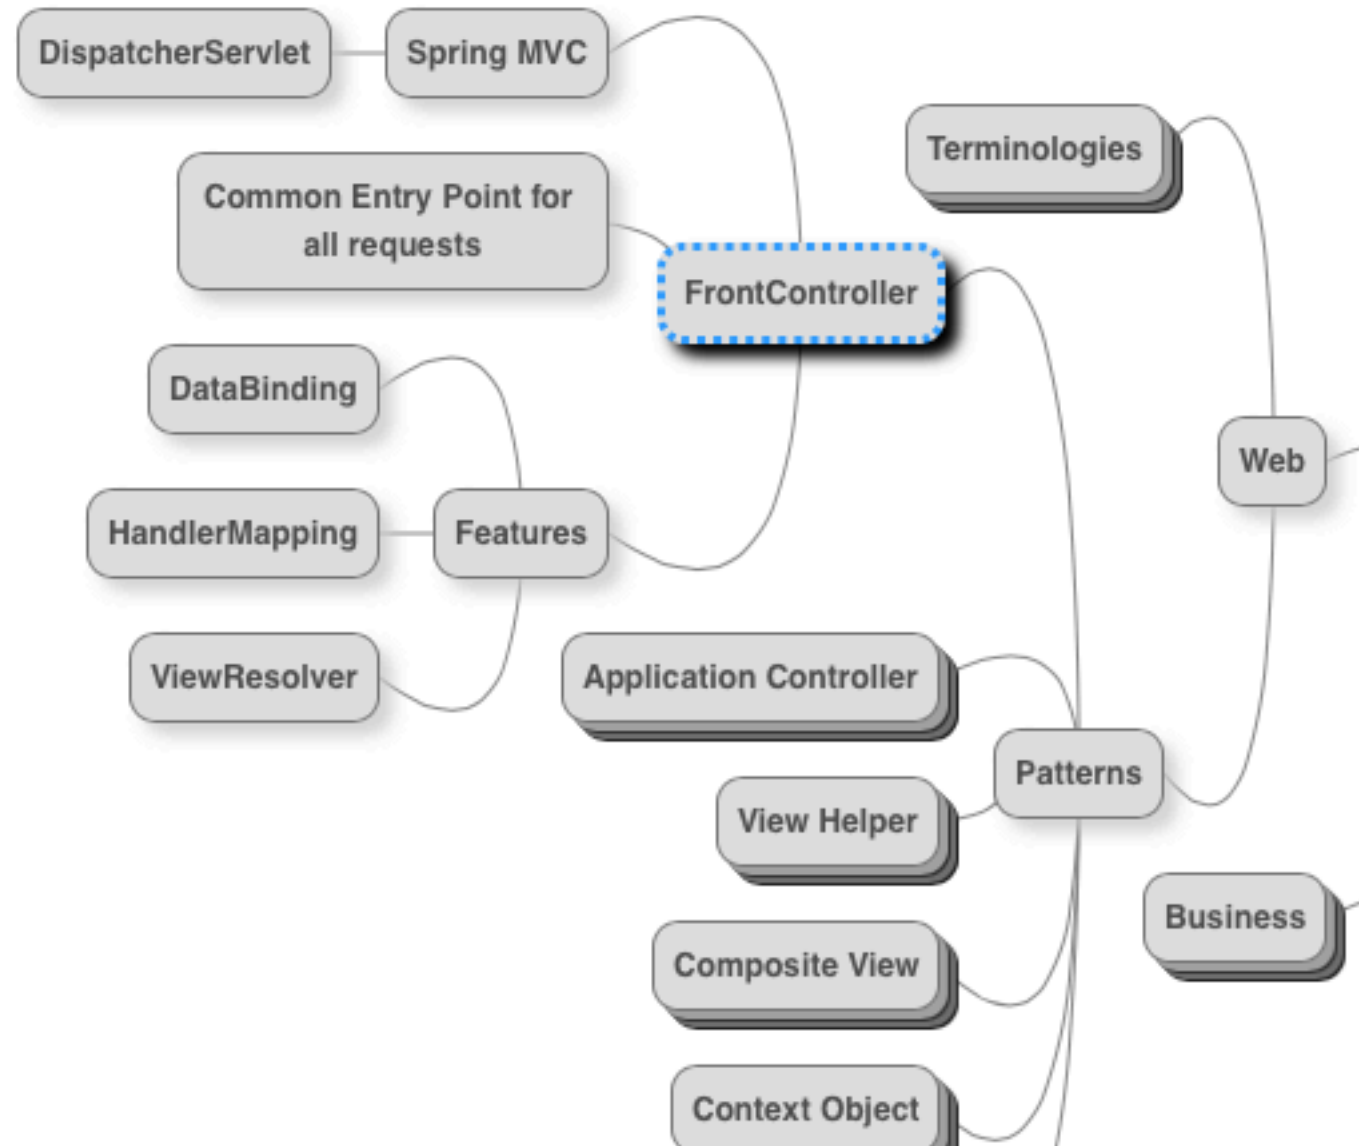 DispatcherServlet
Spring MVC
Terminologies
Common Entry Point for
all requests
FrontController
DataBinding
Web
HandlerMapping
Features
ViewResolver
Application Controller
Patterns
View Helper
Business
Composite View
Context Object